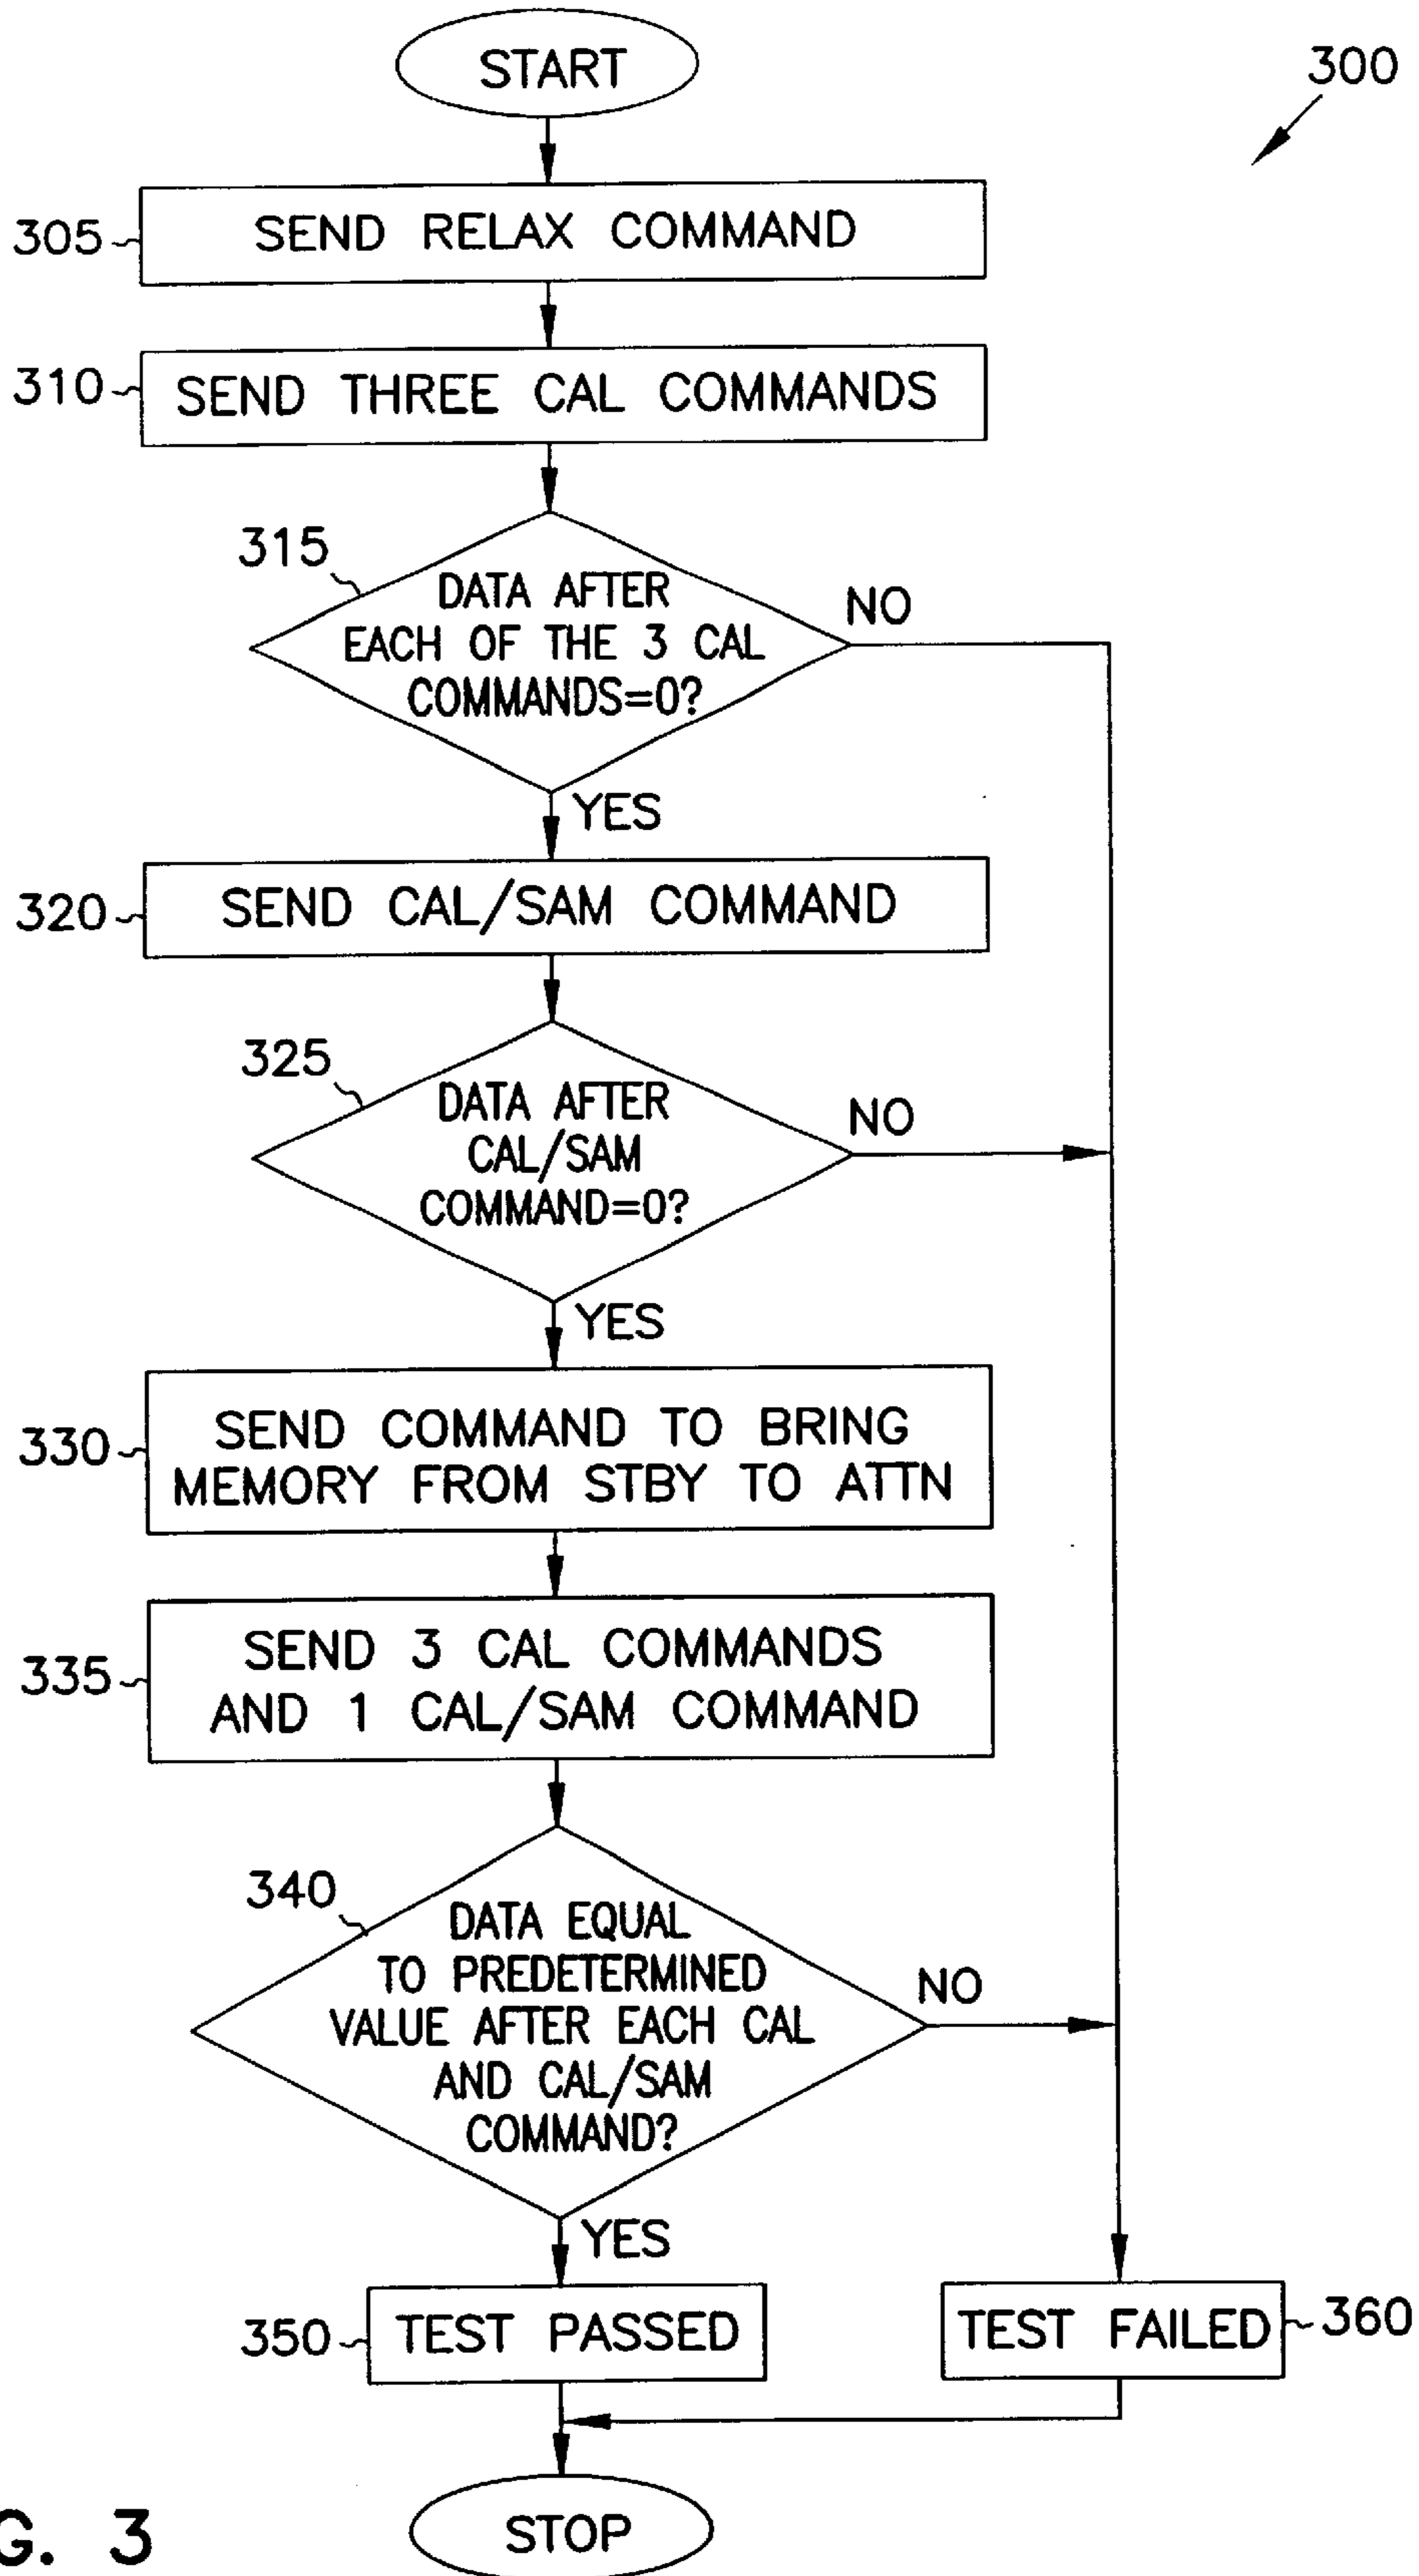 START
300
305
SEND RELAX COMMAND
310
SEND THREE CAL COMMANDS
315
DATA AFTER
EACH OF THE 3 CAL
COMMANDS=0?
NO
YES
320
SEND CAL/SAM COMMAND
325
DATA AFTER
CAL/SAM
COMMAND=0?
NO
YES
330
SEND COMMAND TO BRING
MEMORY FROM STBY TO ATTN
335
SEND 3 CAL COMMANDS
AND 1 CAL/SAM COMMAND
340
DATA EQUAL
TO PREDETERMINED
VALUE AFTER EACH CAL
AND CAL/SAM
COMMAND?
NO
YES
350
TEST PASSED
TEST FAILED
360
STOP
G. 3